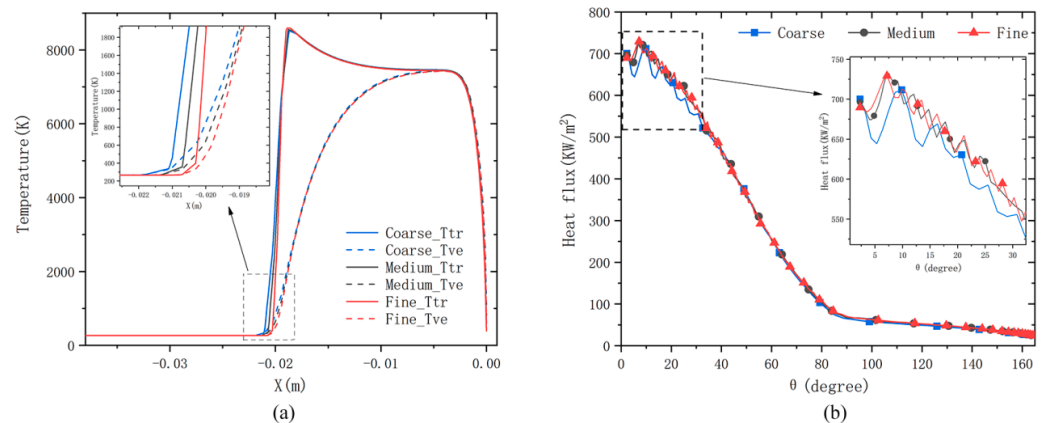 (a)
Temperature(K)
8000
6000
4000
2000
0
-0.03
-0.02
-0.01
0.00
X(m)
Temperature(K)
1800
1600
1400
1200
1000
800
600
400
200
-0.022
-0.021
-0.020
-0.019
X(m)
Coarse_Ttr
Coarse_Tve
Medium_Ttr
Medium_Tve
Fine_Ttr
Fine_Tve
(a)
b)
Heat flux(KW/m²)
800
700
600
500
400
300
200
100
0
0
20
40
60
80
100
120
140
160
θ (degree)
Coarse
Medium
Fine
Heat flux(KW/m²)
750
700
650
600
550
5
10
15
20
25
30
θ (degree)
(b)